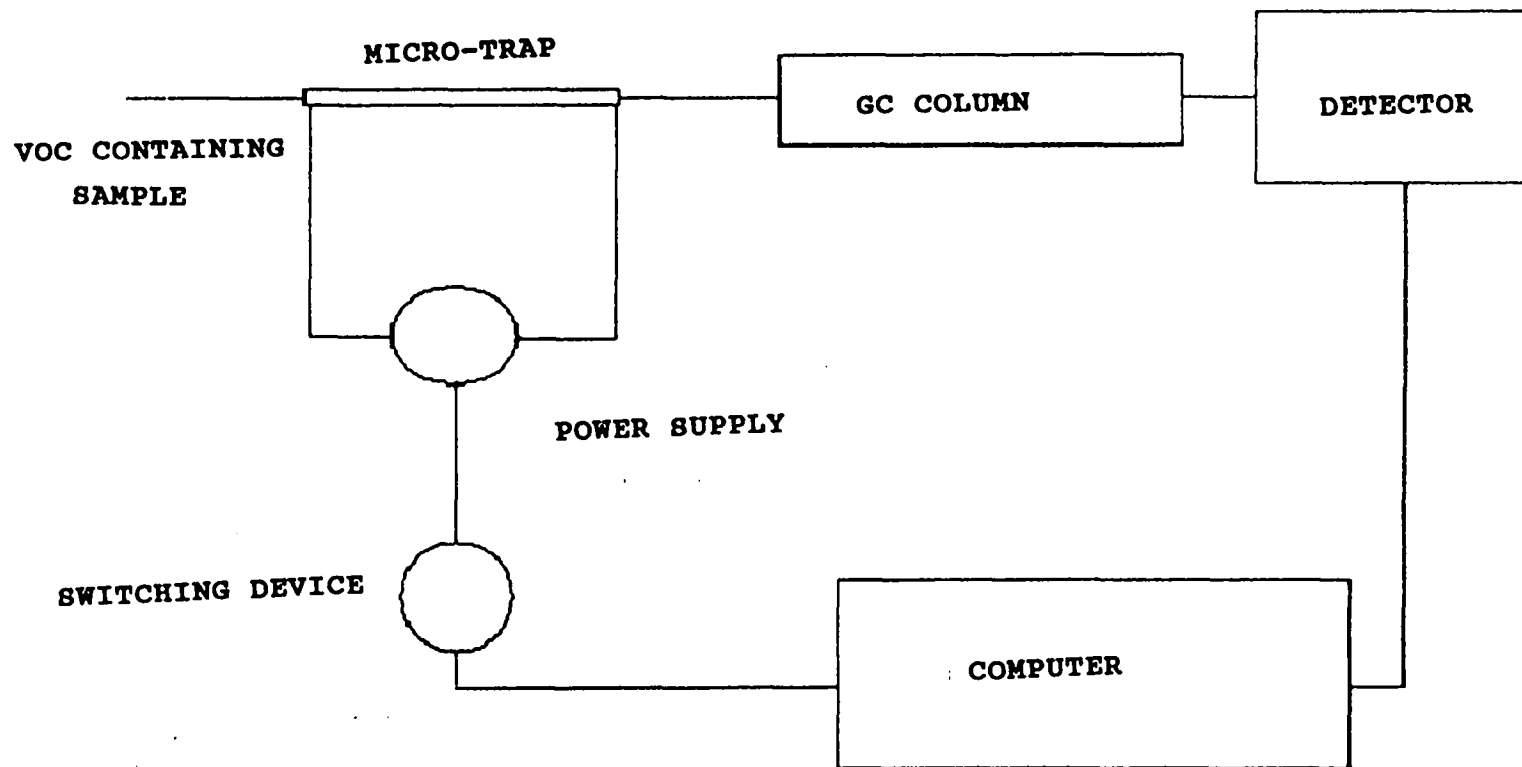 MICRO-TRAP
GC COLUMN
DETECTOR
VOC CONTAINING
SAMPLE
POWER SUPPLY
SWITCHING DEVICE
COMPUTER